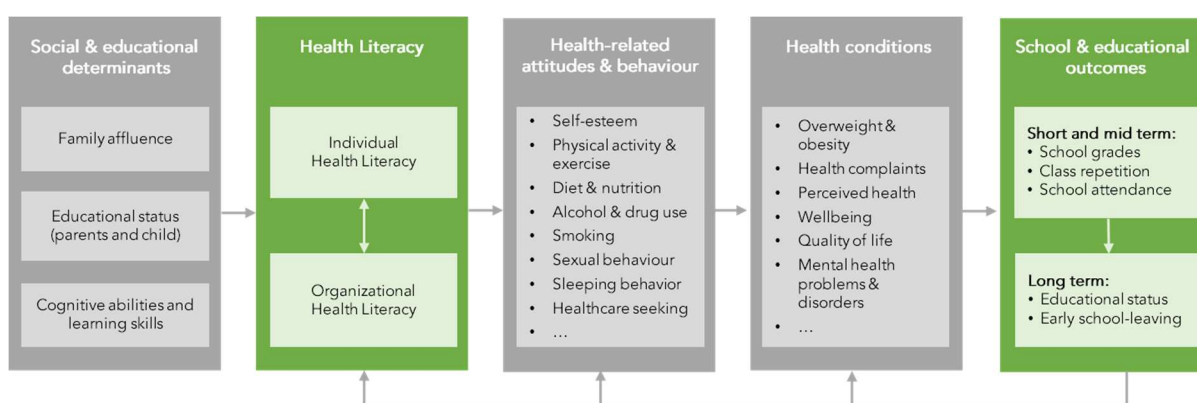 Social & educational
determinants
Family affluence
Educational status
(parents and child)
Cognitive abilities and
learning skills
Health Literacy
Individual
Health Literacy
Organizational
Health Literacy
Health-related
attitudes & behaviour
• Self-esteem
• Physical activity &
exercise
• Diet & nutrition
• Alcohol & drug use
• Smoking
• Sexual behaviour
• Sleeping behavior
• Healthcare seeking
• …
Health conditions
• Overweight &
obesity
• Health complaints
• Perceived health
• Wellbeing
• Quality of life
• Mental health
problems &
disorders
• …
School & educational
outcomes
Short and mid term:
• School grades
• Class repetition
• School attendance
Long term:
• Educational status
• Early school-leaving